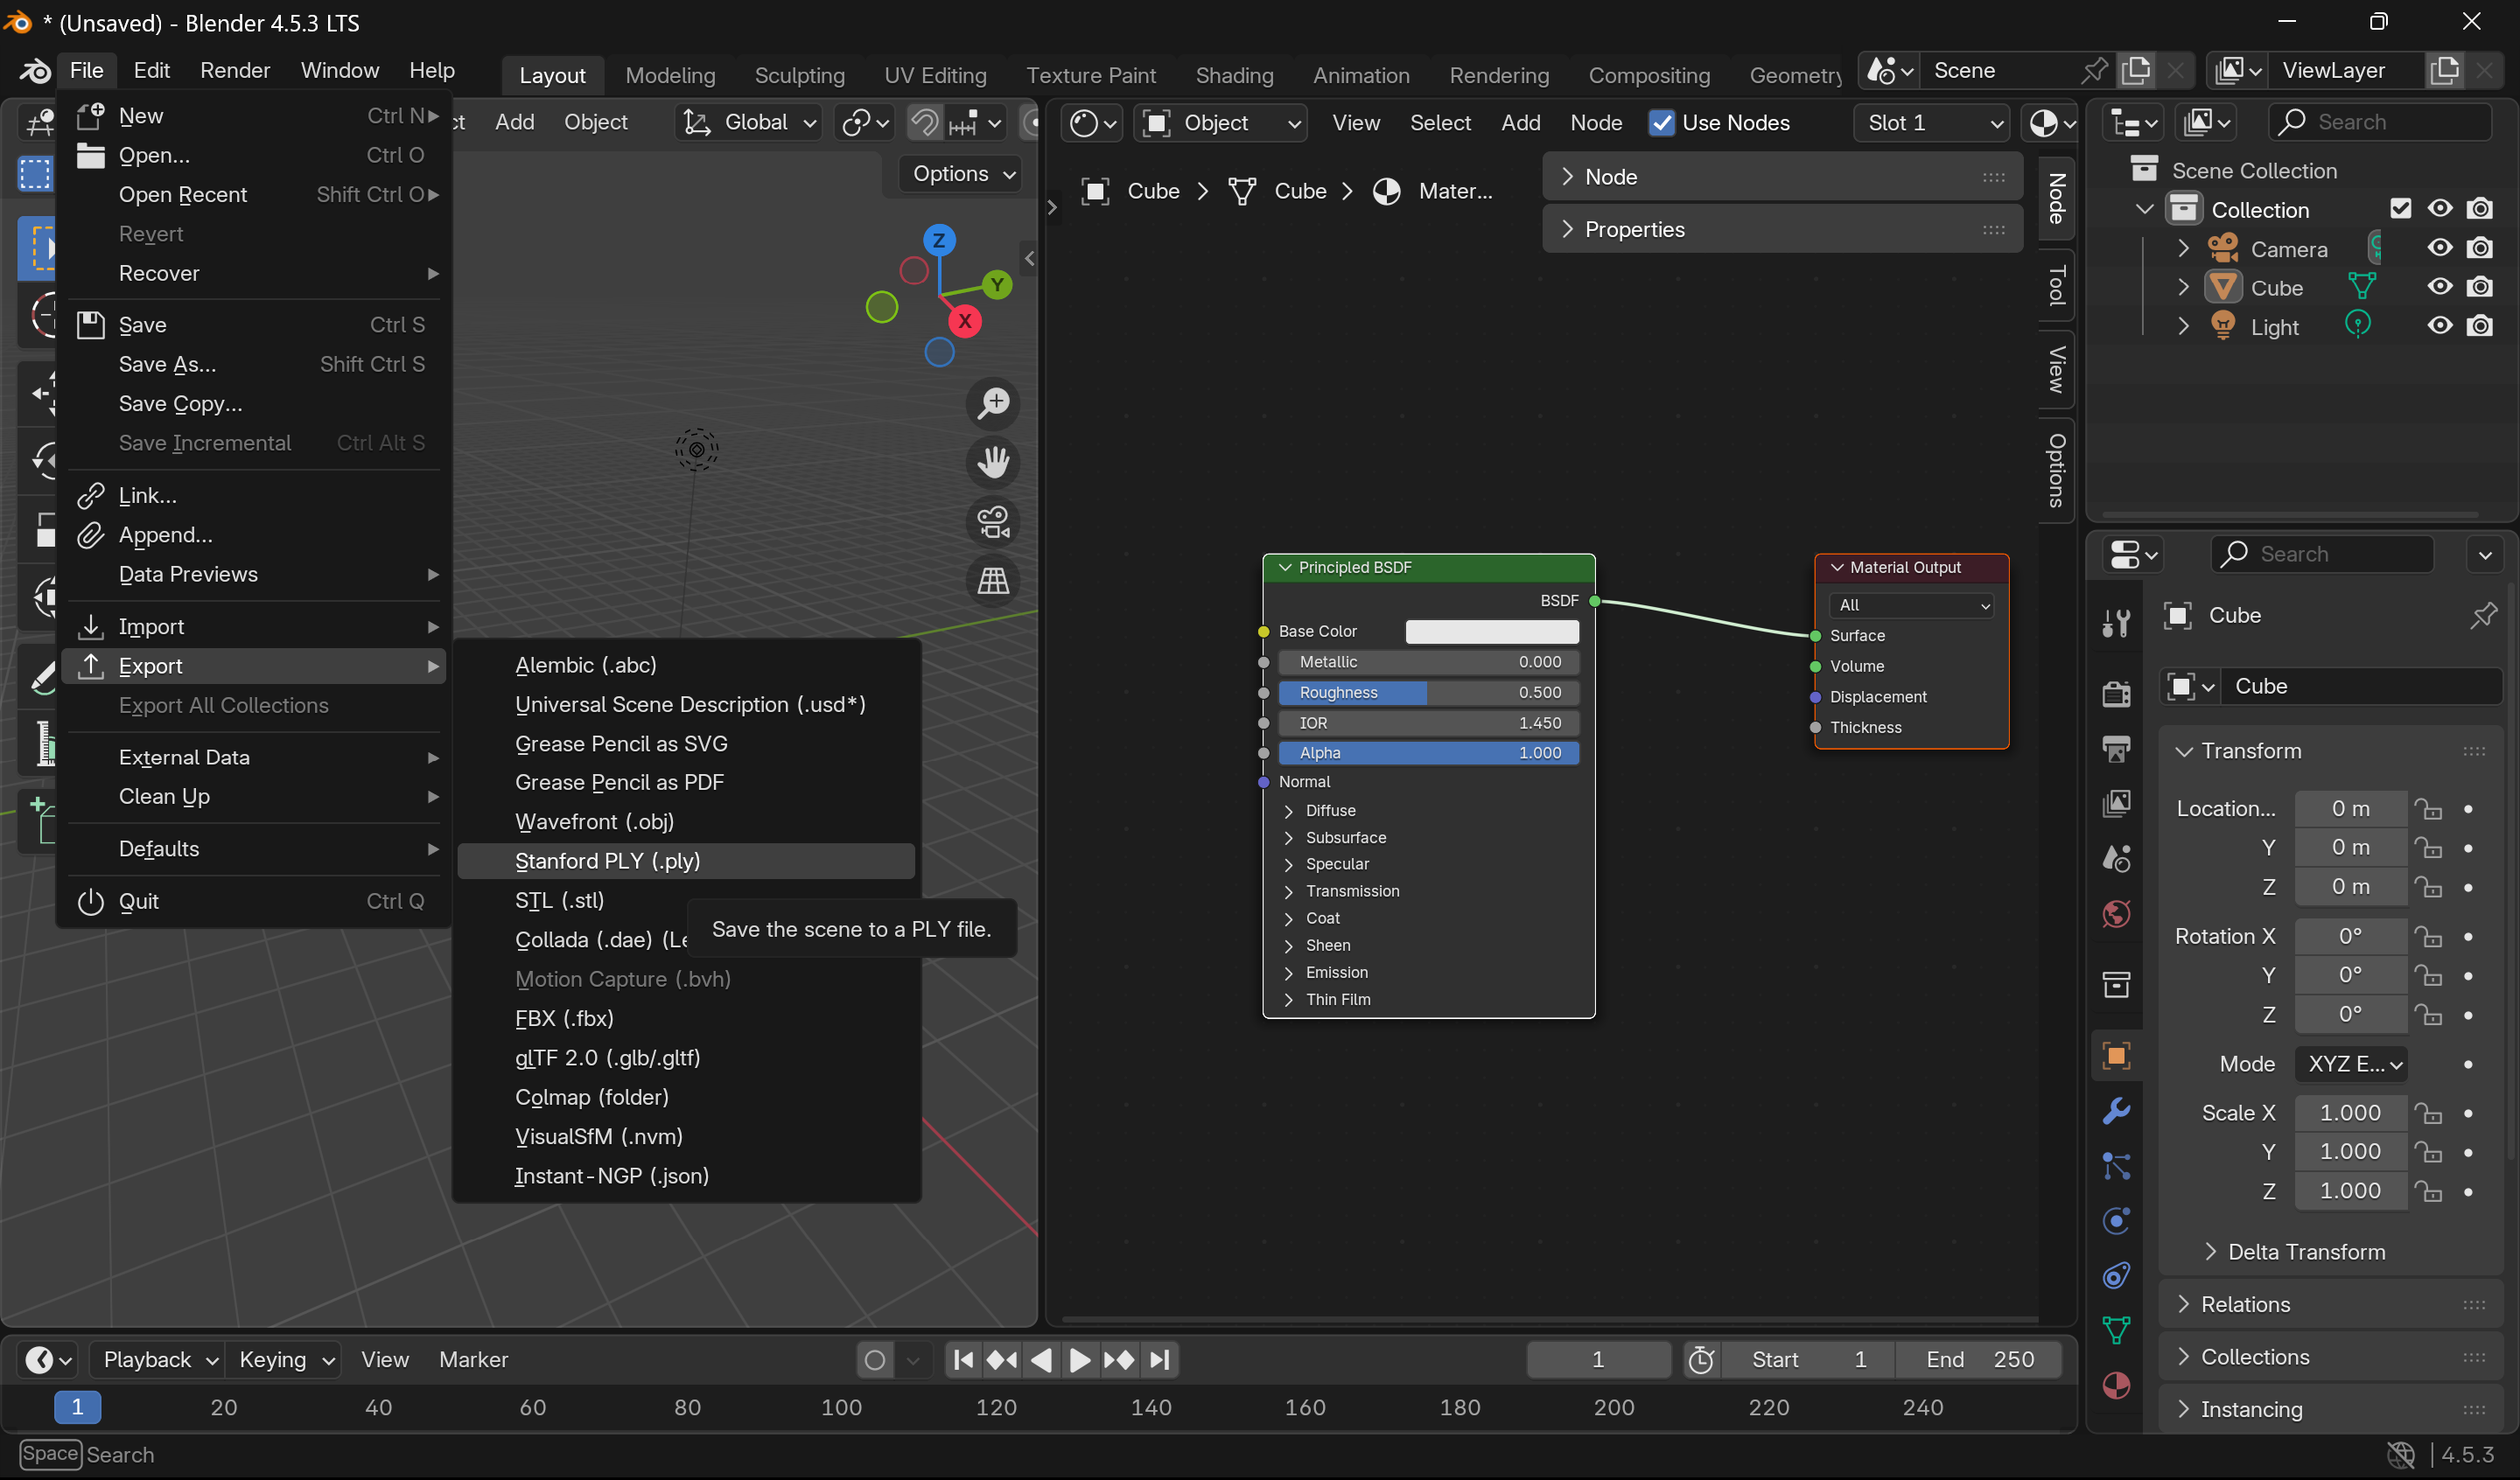 * (Unsaved) - Blender 4.5.3 LTS
File Edit Render Window Help
Layout Modeling Sculpting UV Editing Texture Paint Shading Animation Rendering Compositing Geometry
Scene
ViewLayer
New Ctrl N
Open... Ctrl O
Open Recent Shift Ctrl O
Revert
Recover
Save Ctrl S
Save As... Shift Ctrl S
Save Copy...
Save Incremental Ctrl Alt S
Link...
Append...
Data Previews
Import
Export
Export All Collections
External Data
Clean Up
Defaults
Quit Ctrl Q
Alembic (.abc)
Universal Scene Description (.usd*)
Grease Pencil as SVG
Grease Pencil as PDF
Wavefront (.obj)
Stanford PLY (.ply)
STL (.stl)
Collada (.dae) (Le
Motion Capture (.bvh)
FBX (.fbx)
glTF 2.0 (.glb/.gltf)
Colmap (folder)
VisualSfM (.nvm)
Instant-NGP (.json)
Save the scene to a PLY file.
ct Add Object Global
Options
Z
Y
X
Object View Select Add Node Use Nodes Slot 1
Cube Cube Mater...
Node
Properties
Node
Tool
View
Options
Principled BSDF
BSDF
Base Color
Metallic 0.000
Roughness 0.500
IOR 1.450
Alpha 1.000
Normal
Diffuse
Subsurface
Specular
Transmission
Coat
Sheen
Emission
Thin Film
Material Output
All
Surface
Volume
Displacement
Thickness
Search
Scene Collection
Collection
Camera
Cube
Light
Search
Cube
Cube
Transform
Location... 0 m
Y 0 m
Z 0 m
Rotation X 0°
Y 0°
Z 0°
Mode XYZ E...
Scale X 1.000
Y 1.000
Z 1.000
Delta Transform
Relations
Collections
Instancing
Playback Keying View Marker
1 Start 1 End 250
1 20 40 60 80 100 120 140 160 180 200 220 240
Space Search
4.5.3